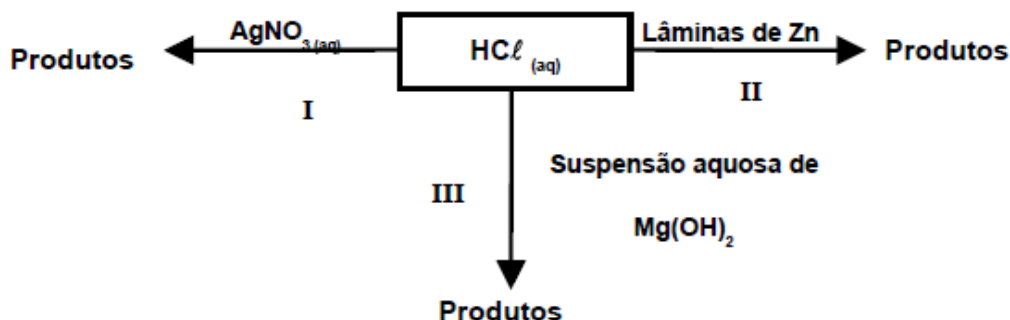 AgNO₃(aq)
Produtos
HCℓ (aq)
Lâminas de Zn
Produtos
I
II
Suspensão aquosa de
III
Mg(OH)₂
Produtos